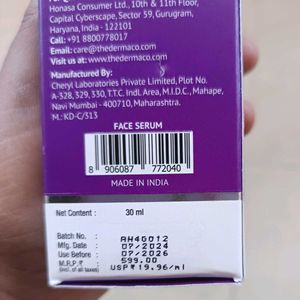 Honasa Consumer Ltd., 10th & 11th Floor,
Capital Cyberscape, Sector 59, Gurugram,
Haryana, India - 122101
Call: +91 8800778017
Email: care@thedermaco.com
www.thedermaco.com
Manufactured By:
Cheryl Laboratories Private Limited, Plot No.
A-328, 329, 330, T.T.C. Indl. Area, M.I.D.C., Mahape,
Navi Mumbai - 400710, Maharashtra.
M.: KD-C/313
FACE SERUM
8 906087 772040
MADE IN INDIA
Net Content : 30 ml
Batch No. : AH4G012
Mfg. Date : 07/2024
Use Before : 07/2026
M.R.P.₹ : 599.00
(Incl. of all taxes) USP₹19.96/ml